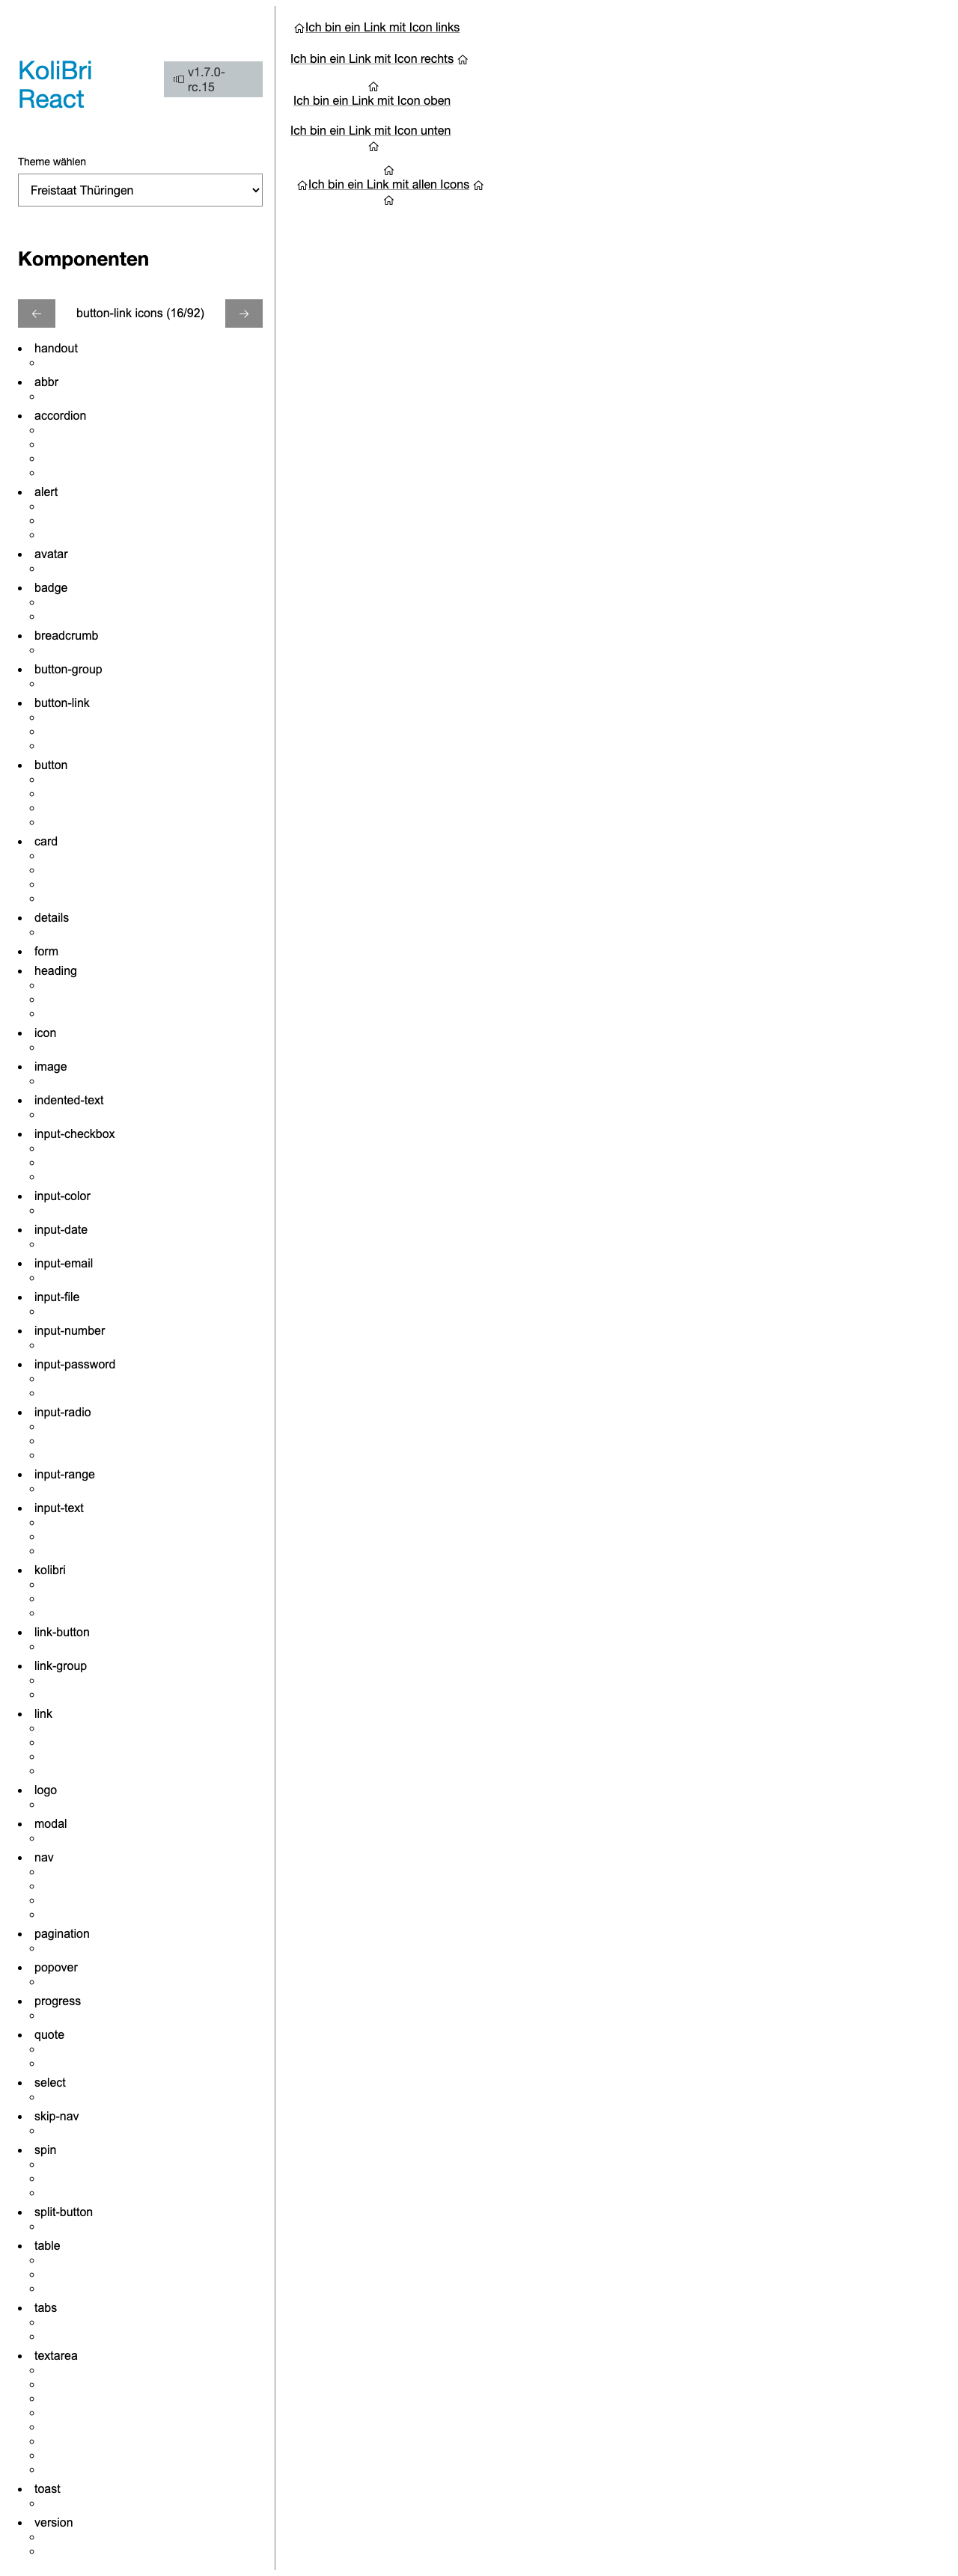 KoliBri
React
v1.7.0-
rc.15
Theme wählen
Freistaat Thüringen
Komponenten
button-link icons (16/92)
handout
abbr
accordion
alert
avatar
badge
breadcrumb
button-group
button-link
button
card
details
form
heading
icon
image
indented-text
input-checkbox
input-color
input-date
input-email
input-file
input-number
input-password
input-radio
input-range
input-text
kolibri
link-button
link-group
link
logo
modal
nav
pagination
popover
progress
quote
select
skip-nav
spin
split-button
table
tabs
textarea
toast
version
Ich bin ein Link mit Icon links
Ich bin ein Link mit Icon rechts
Ich bin ein Link mit Icon oben
Ich bin ein Link mit Icon unten
Ich bin ein Link mit allen Icons